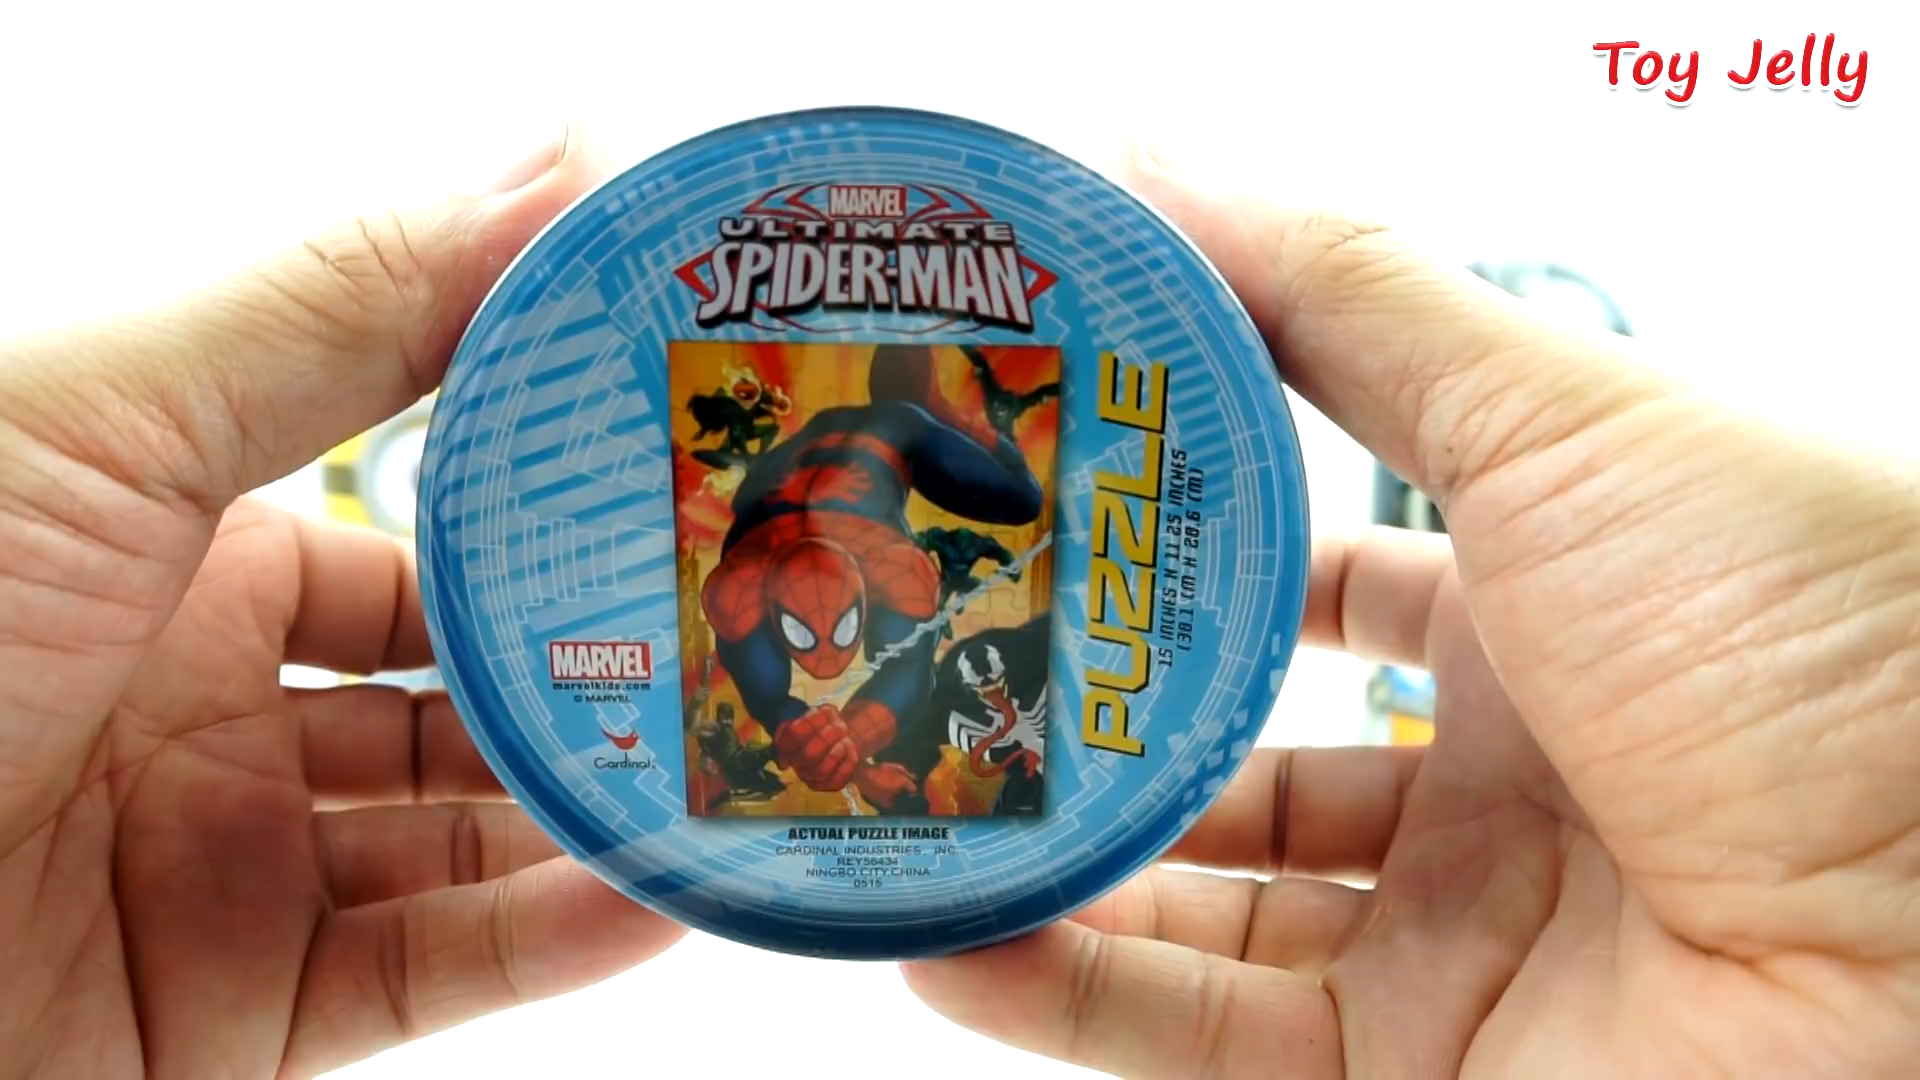 Toy Jelly
MARVEL
ULTIMATE
SPIDER-MAN
PUZZLE
15 INCHES X 11.25 INCHES
(38.1 CM X 28.6 CM)
MARVEL
marvelkids.com
© MARVEL
Cardinal
ACTUAL PUZZLE IMAGE
CARDINAL INDUSTRIES, INC.
REY56434
NINGBO CITY,CHINA
0515